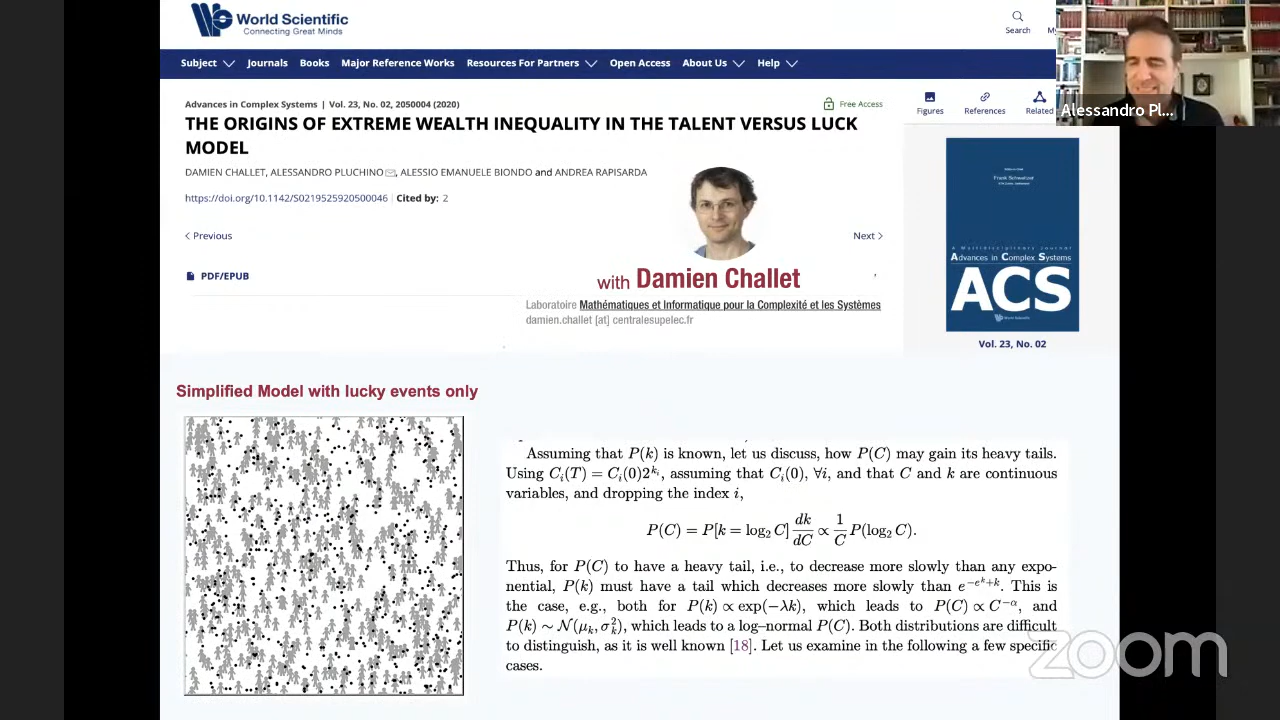 World Scientific
Connecting Great Minds
Search
My
Subject Journals Books Major Reference Works Resources For Partners Open Access About Us Help
Alessandro Pl...
Advances in Complex Systems | Vol. 23, No. 02, 2050004 (2020)
Free Access
Figures References Related
THE ORIGINS OF EXTREME WEALTH INEQUALITY IN THE TALENT VERSUS LUCK
MODEL
DAMIEN CHALLET, ALESSANDRO PLUCHINO, ALESSIO EMANUELE BIONDO and ANDREA RAPISARDA
https://doi.org/10.1142/S0219525920500046 | Cited by: 2
< Previous
Next >
PDF/EPUB
with Damien Challet
Laboratoire Mathématiques et Informatique pour la Complexité et les Systèmes
damien.challet [at] centralesupelec.fr
Frank Schweitzer
A Multidisciplinary Journal
Advances in Complex Systems
ACS
World Scientific
Vol. 23, No. 02
Simplified Model with lucky events only
Assuming that P(k) is known, let us discuss, how P(C) may gain its heavy tails.
Using C_i(T) = C_i(0)2^{k_i}, assuming that C_i(0), ∀i, and that C and k are continuous
variables, and dropping the index i,
P(C) = P[k = log₂ C] dk/dC ∝ 1/C P(log₂ C).
Thus, for P(C) to have a heavy tail, i.e., to decrease more slowly than any expo-
nential, P(k) must have a tail which decreases more slowly than e^{-e^k+k}. This is
the case, e.g., both for P(k) ∝ exp(−λk), which leads to P(C) ∝ C^{−α}, and
P(k) ∼ N(μ_k, σ_k²), which leads to a log–normal P(C). Both distributions are difficult
to distinguish, as it is well known [18]. Let us examine in the following a few specific
cases.
zoom